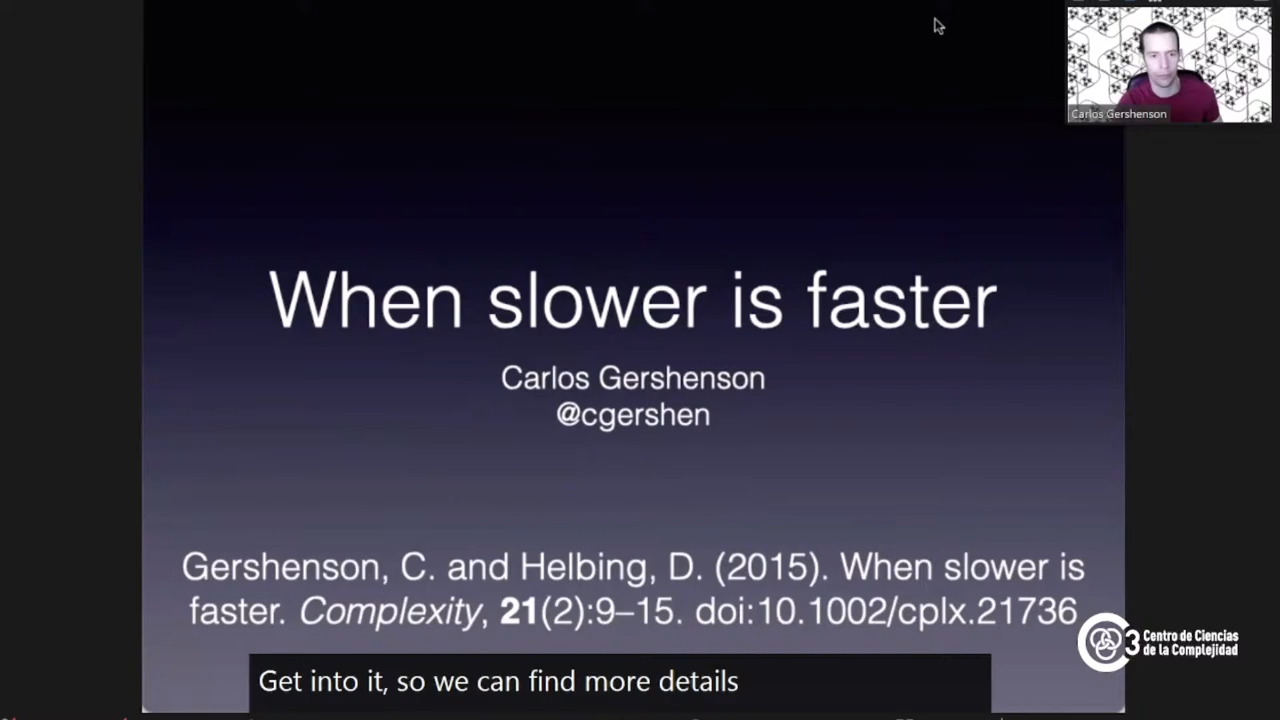 Carlos Gershenson
When slower is faster
Carlos Gershenson
@cgershen
Gershenson, C. and Helbing, D. (2015). When slower is
faster. Complexity, 21(2):9–15. doi:10.1002/cplx.21736
3 Centro de Ciencias
de la Complejidad
Get into it, so we can find more details